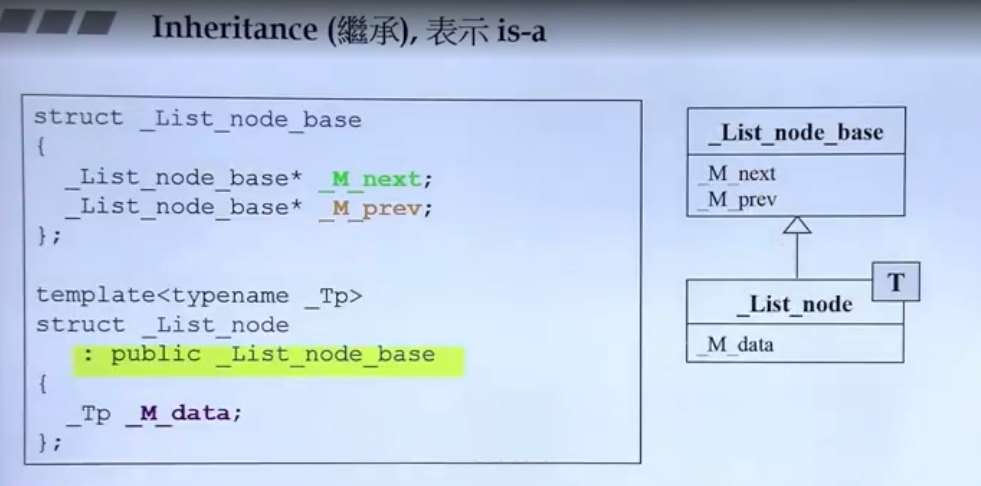 Inheritance (繼承), 表示 is-a
struct _List_node_base
{
_List_node_base* _M_next;
_List_node_base* _M_prev;
};
template<typename _Tp>
struct _List_node
: public _List_node_base
{
_Tp _M_data;
};
_List_node_base
_M_next
_M_prev
T
_List_node
_M_data